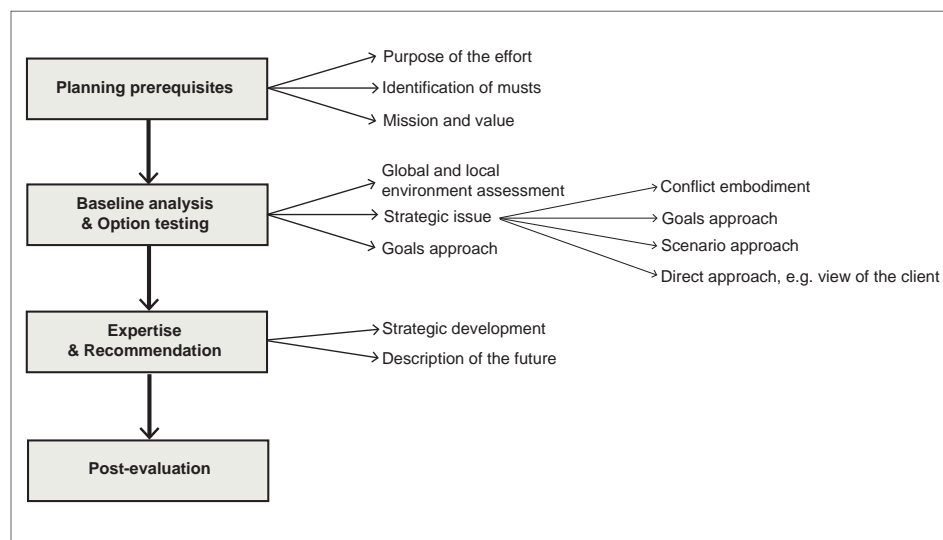 Planning prerequisites
Purpose of the effort
Identification of musts
Mission and value
Baseline analysis
& Option testing
Global and local
environment assessment
Strategic issue
Goals approach
Conflict embodiment
Goals approach
Scenario approach
Direct approach, e.g. view of the client
Expertise
& Recommendation
Strategic development
Description of the future
Post-evaluation